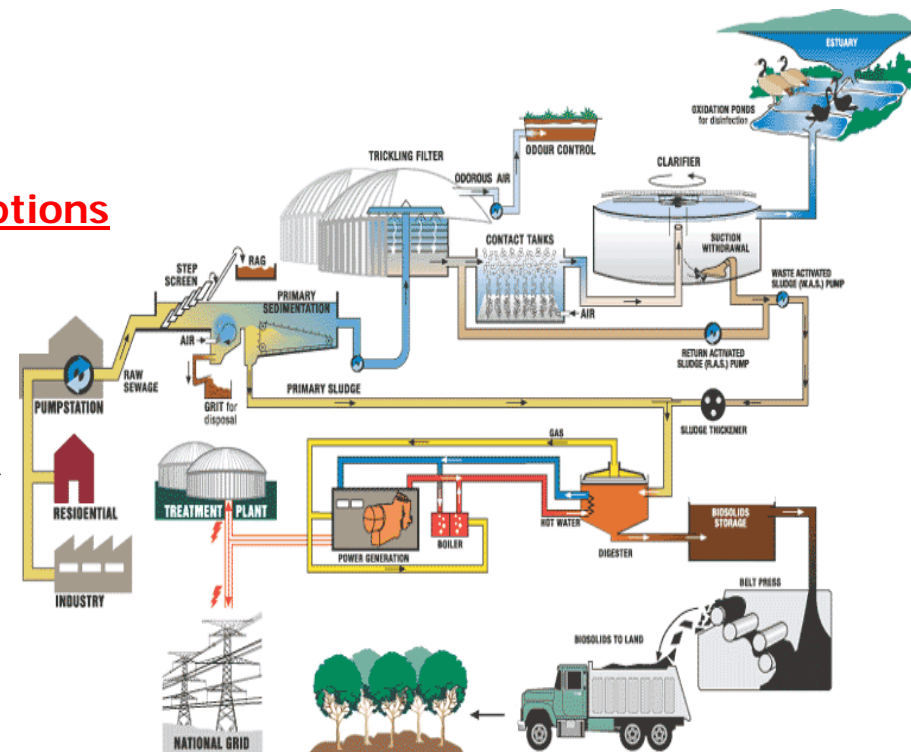 ptions
ESTUARY
OXIDATION PONDS
for disinfection
ODOUR CONTROL
TRICKLING FILTER
ODOROUS AIR
CLARIFIER
CONTACT TANKS
SUCTION
WITHDRAWAL
RAG
STEP
SCREEN
PRIMARY
SEDIMENTATION
WASTE ACTIVATED
SLUDGE (W.A.S.) PUMP
AIR
AIR
RETURN ACTIVATED
SLUDGE (R.A.S.) PUMP
RAW
SEWAGE
PRIMARY SLUDGE
GRIT for
disposal
PUMPSTATION
SLUDGE THICKENER
GAS
RESIDENTIAL
TREATMENT PLANT
HOT WATER
BIOSOLIDS
STORAGE
BOILER
POWER GENERATION
DIGESTER
INDUSTRY
BELT PRESS
BIOSOLIDS TO LAND
NATIONAL GRID